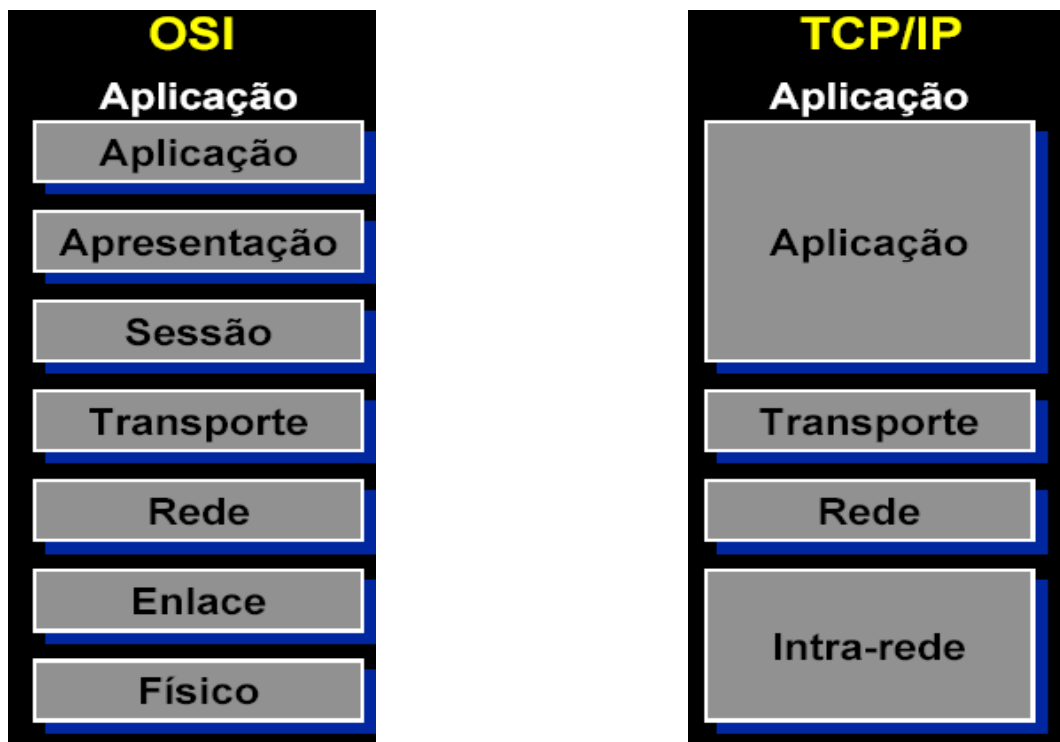 OSI
Aplicação
Aplicação
Apresentação
Sessão
Transporte
Rede
Enlace
Físico
TCP/IP
Aplicação
Aplicação
Transporte
Rede
Intra-rede